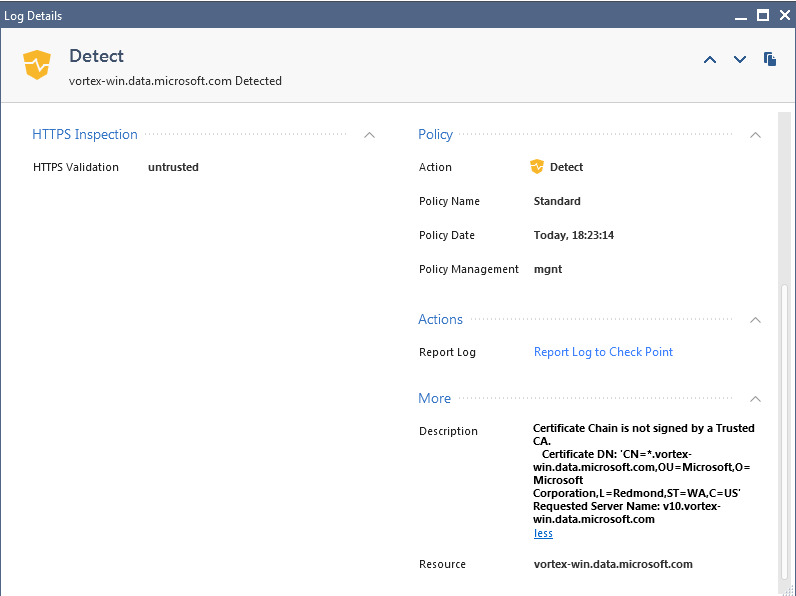 Log Details
Detect
vortex-win.data.microsoft.com Detected
HTTPS Inspection
HTTPS Validation untrusted
Policy
Action Detect
Policy Name Standard
Policy Date Today, 18:23:14
Policy Management mgnt
Actions
Report Log Report Log to Check Point
More
Description Certificate Chain is not signed by a Trusted
CA.
Certificate DN: 'CN=*.vortex-
win.data.microsoft.com,OU=Microsoft,O=
Microsoft
Corporation,L=Redmond,ST=WA,C=US'
Requested Server Name: v10.vortex-
win.data.microsoft.com
less
Resource vortex-win.data.microsoft.com